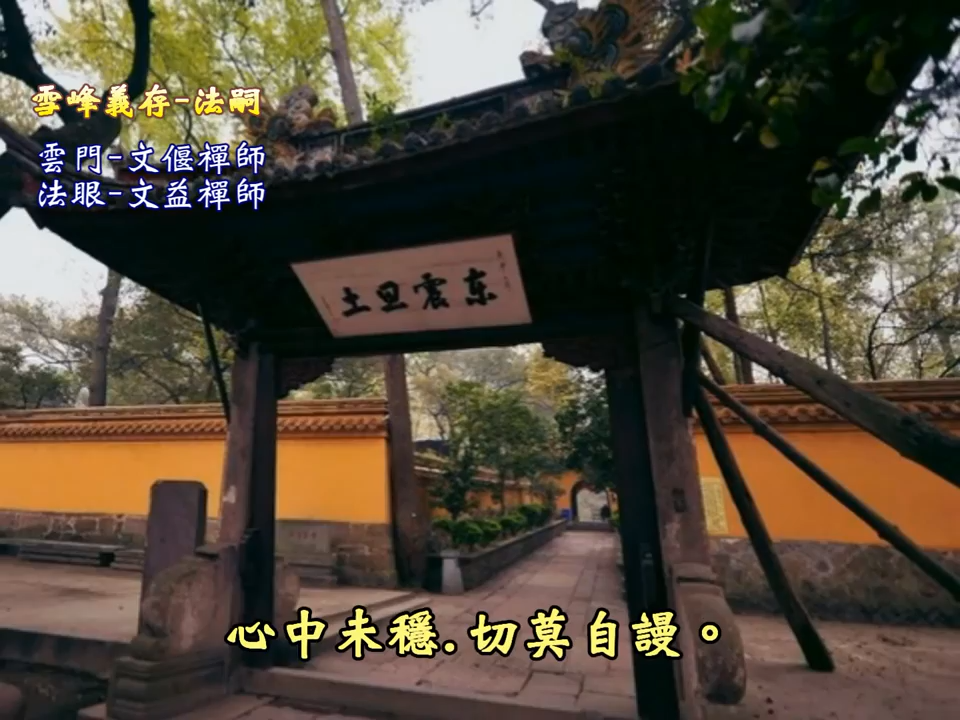 雪峰義存-法嗣
雲門-文偃禪師
法眼-文益禪師
东震旦土
心中未穩.切莫自謾。